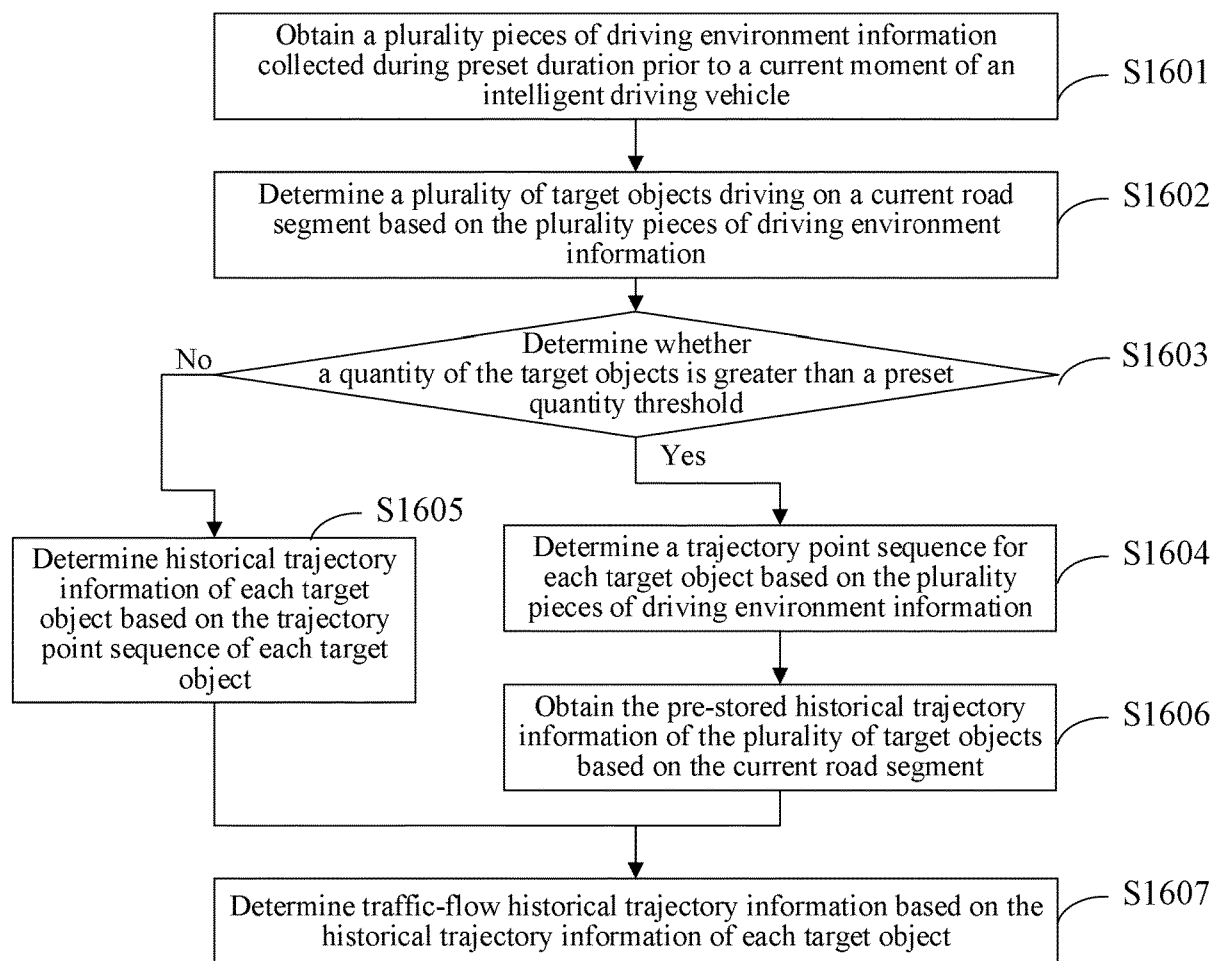 Obtain a plurality pieces of driving environment information
collected during preset duration prior to a current moment of an
intelligent driving vehicle
S1601
Determine a plurality of target objects driving on a current road
segment based on the plurality pieces of driving environment
information
S1602
Determine whether
a quantity of the target objects is greater than a preset
quantity threshold
S1603
No
Yes
S1605
Determine historical trajectory
information of each target
object based on the trajectory
point sequence of each target
object
Determine a trajectory point sequence for
each target object based on the plurality
pieces of driving environment information
S1604
Obtain the pre-stored historical trajectory
information of the plurality of target objects
based on the current road segment
S1606
Determine traffic-flow historical trajectory information based on the
historical trajectory information of each target object
S1607